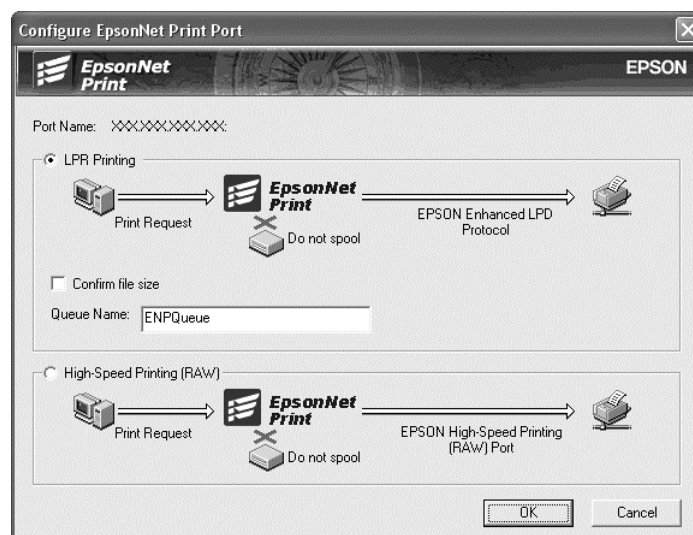 Configure EpsonNet Print Port
EpsonNet
Print
EPSON
Port Name: XXX.XXX.XXX.XXX:
LPR Printing
Print Request
EpsonNet
Print
Do not spool
EPSON Enhanced LPD
Protocol
Confirm file size
Queue Name: ENPQueue
High-Speed Printing (RAW)
Print Request
EpsonNet
Print
Do not spool
EPSON High-Speed Printing
(RAW) Port
OK
Cancel